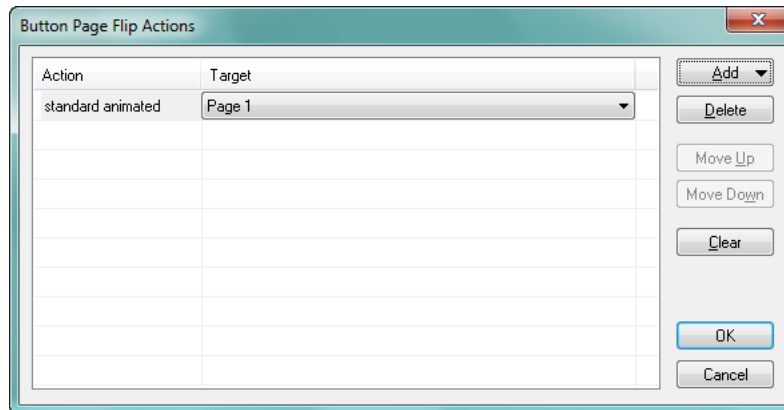 Button Page Flip Actions
Action Target
standard animated Page 1
Add
Delete
Move Up
Move Down
Clear
OK
Cancel